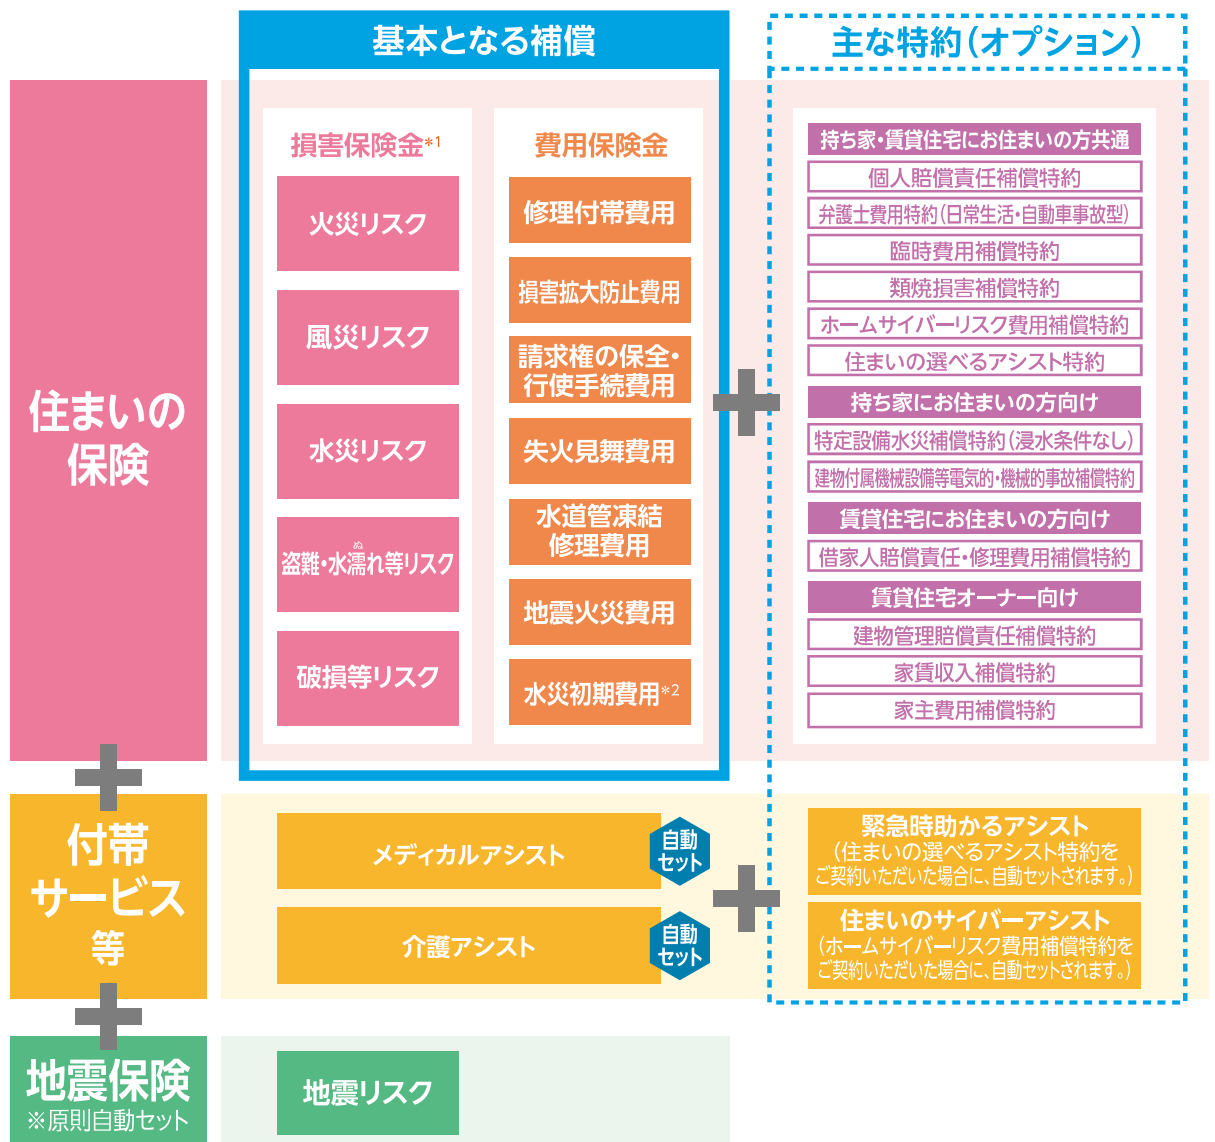 基本となる補償
主な特約（オプション）
住まいの
保険
損害保険金*1
火災リスク
風災リスク
水災リスク
ぬ
盗難・水濡れ等リスク
破損等リスク
費用保険金
修理付帯費用
損害拡大防止費用
請求権の保全・
行使手続費用
失火見舞費用
水道管凍結
修理費用
地震火災費用
水災初期費用*2
持ち家・賃貸住宅にお住まいの方共通
個人賠償責任補償特約
弁護士費用特約（日常生活・自動車事故型）
臨時費用補償特約
類焼損害補償特約
ホームサイバーリスク費用補償特約
住まいの選べるアシスト特約
持ち家にお住まいの方向け
特定設備水災補償特約（浸水条件なし）
建物付属機械設備等電気的・機械的事故補償特約
賃貸住宅にお住まいの方向け
借家人賠償責任・修理費用補償特約
賃貸住宅オーナー向け
建物管理賠償責任補償特約
家賃収入補償特約
家主費用補償特約
付帯
サービス
等
メディカルアシスト
自動
セット
介護アシスト
自動
セット
緊急時助かるアシスト
（住まいの選べるアシスト特約を
ご契約いただいた場合に、自動セットされます。）
住まいのサイバーアシスト
（ホームサイバーリスク費用補償特約を
ご契約いただいた場合に、自動セットされます。）
地震保険
※原則自動セット
地震リスク